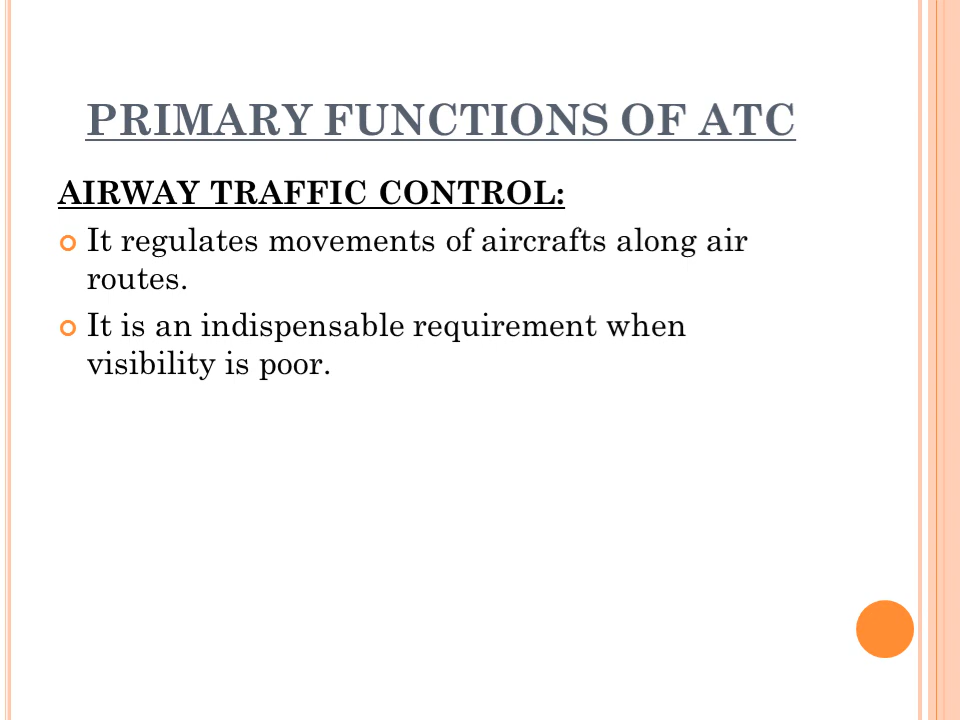 PRIMARY FUNCTIONS OF ATC
AIRWAY TRAFFIC CONTROL:
It regulates movements of aircrafts along air
routes.
It is an indispensable requirement when
visibility is poor.